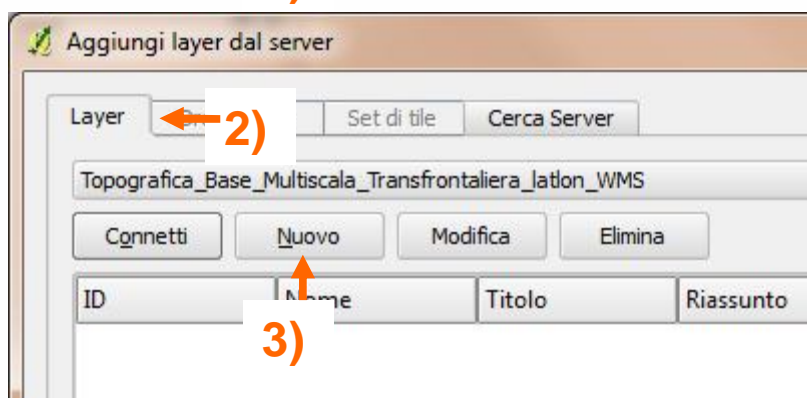 Aggiungi layer dal server
Layer 2) Set di tile Cerca Server
Topografica_Base_Multiscala_Transfrontaliera_latlon_WMS
Connetti Nuovo Modifica Elimina
ID Nome Titolo Riassunto
3)